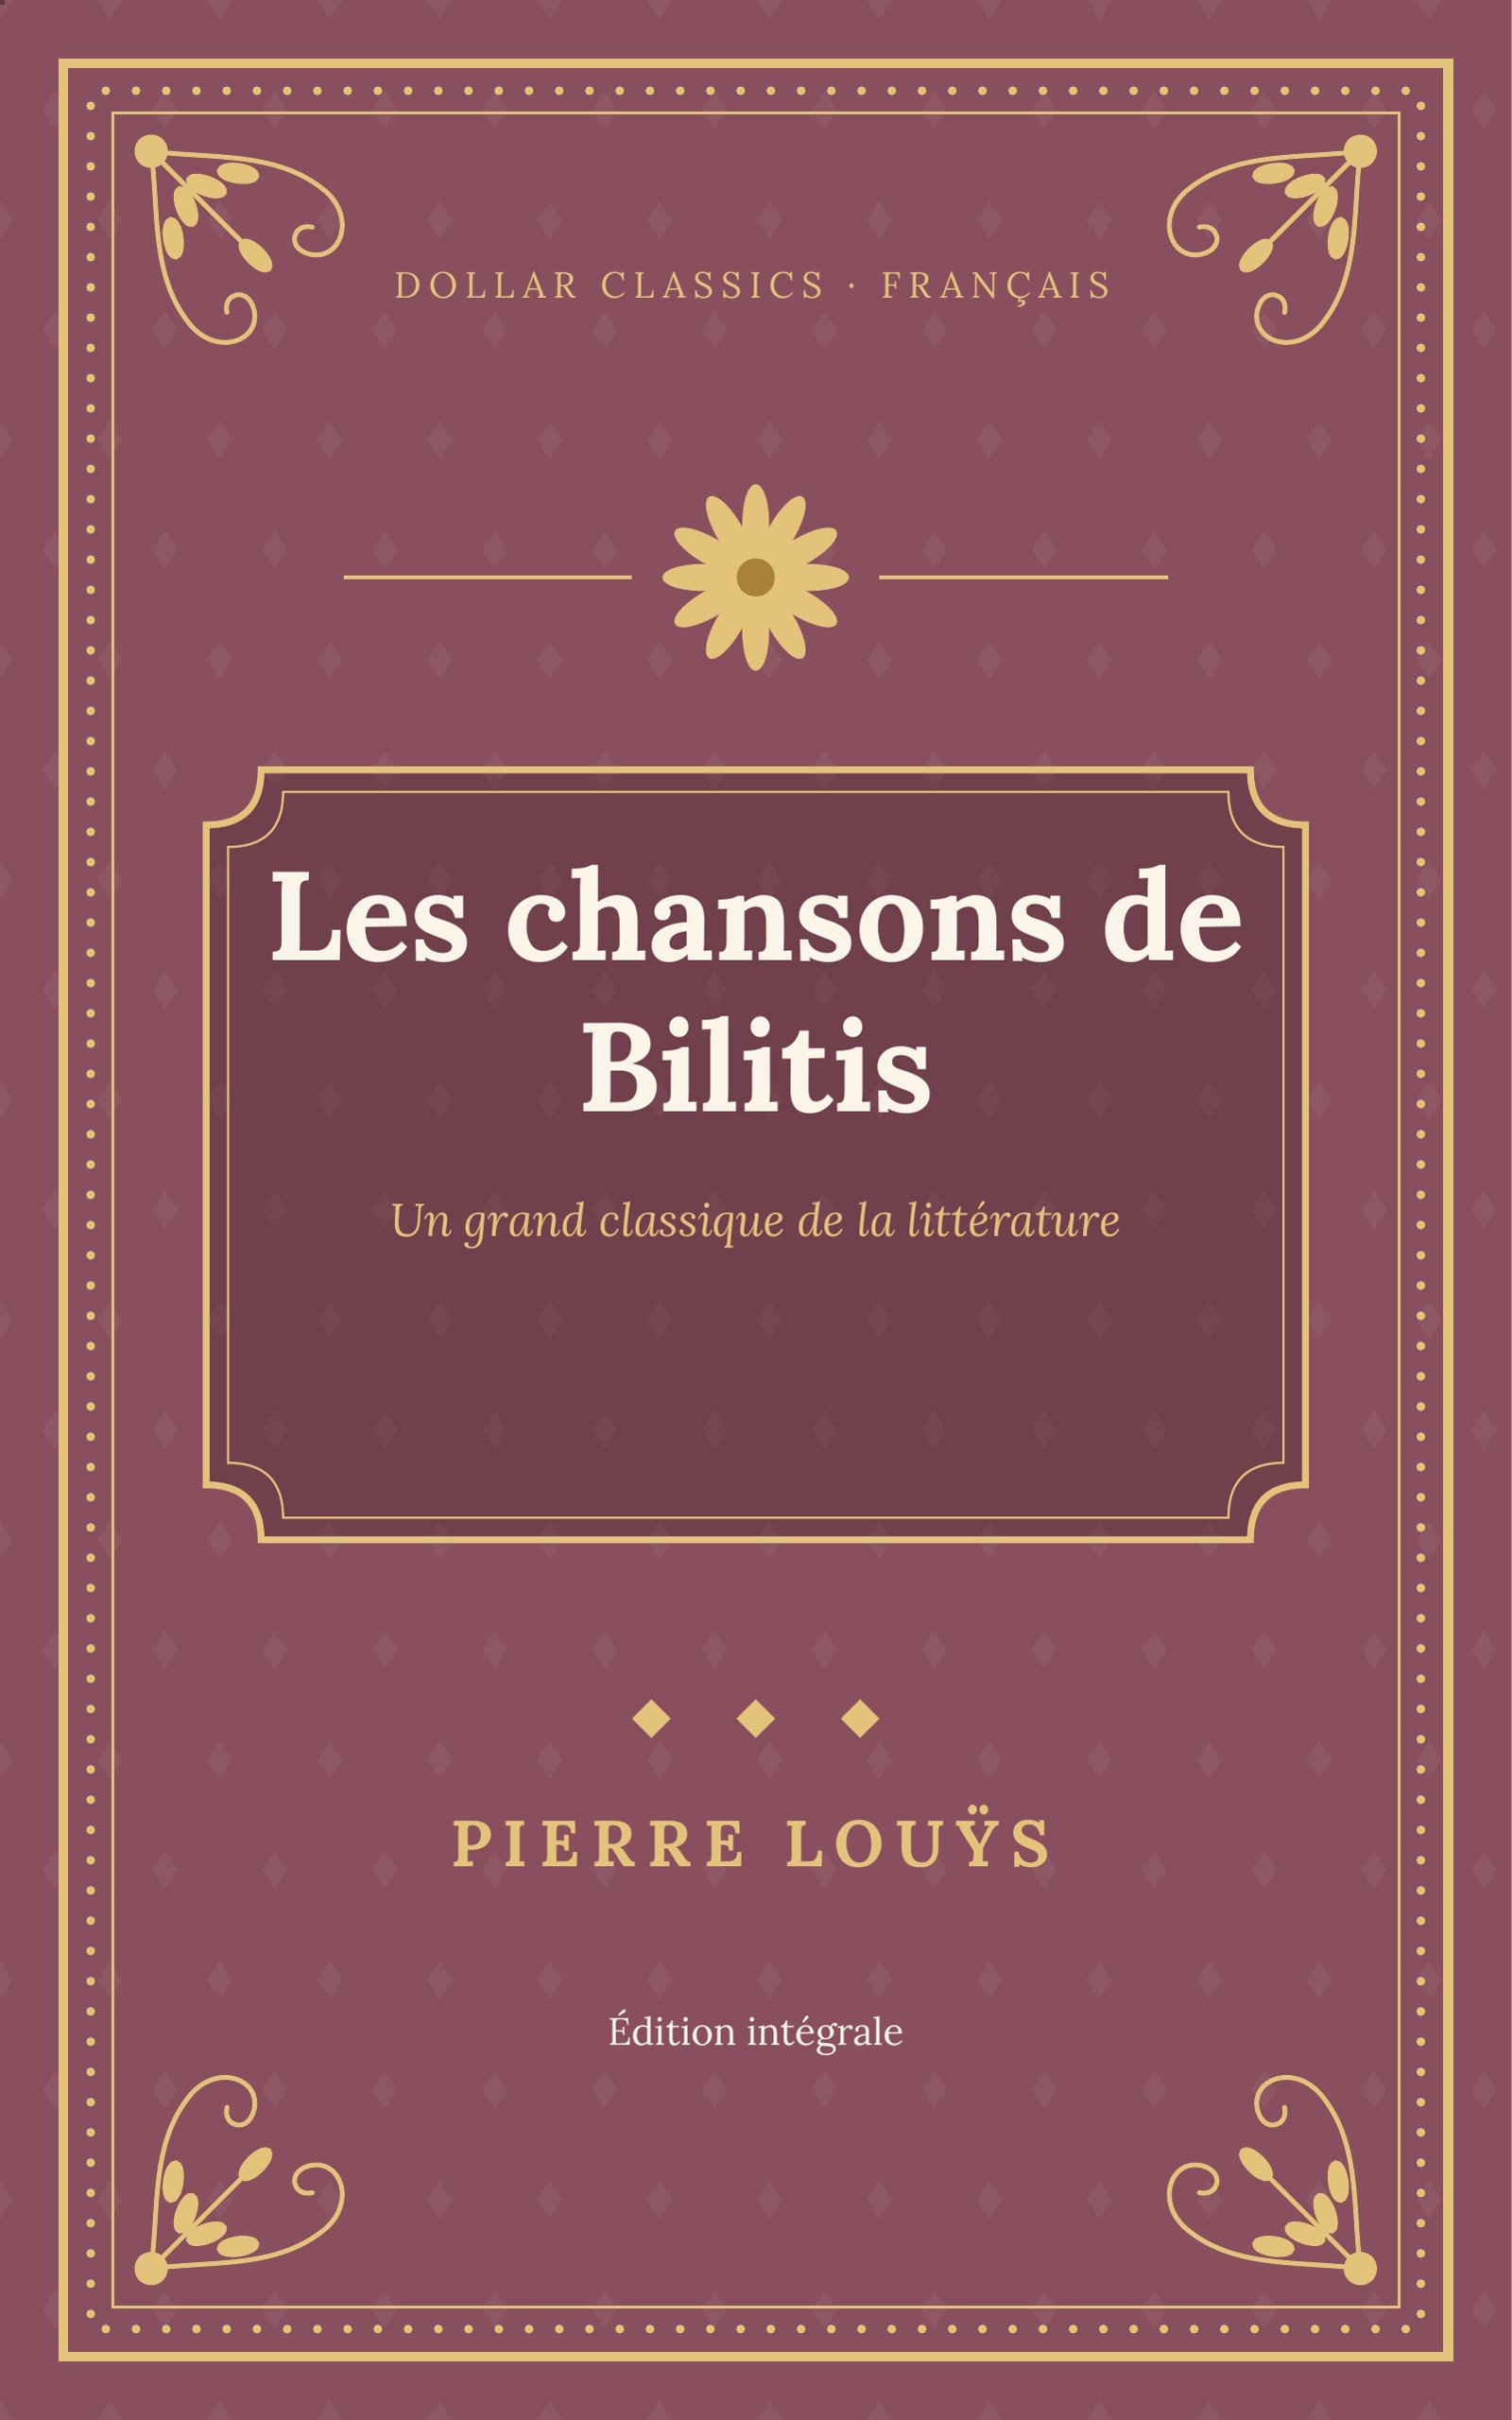 DOLLAR CLASSICS · FRANÇAIS
Les chansons de
Bilitis
Un grand classique de la littérature
PIERRE LOUŸS
Édition intégrale